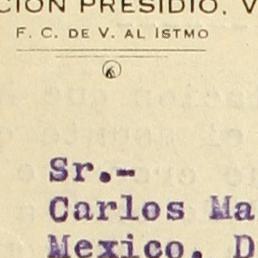 CION PRESIDIO. V
F. C. DE V. AL ISTMO
Sr.-
Carlos Ma
Mexico. D